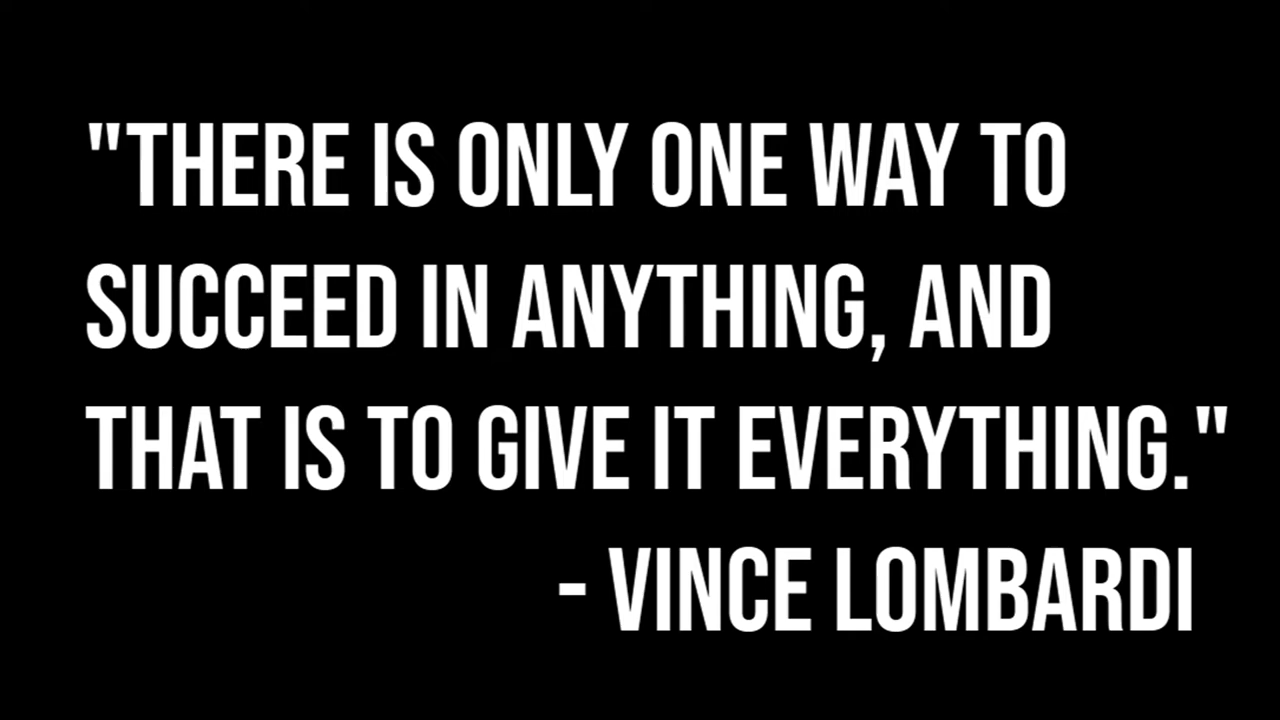 "THERE IS ONLY ONE WAY TO
SUCCEED IN ANYTHING, AND
THAT IS TO GIVE IT EVERYTHING."
- VINCE LOMBARDI